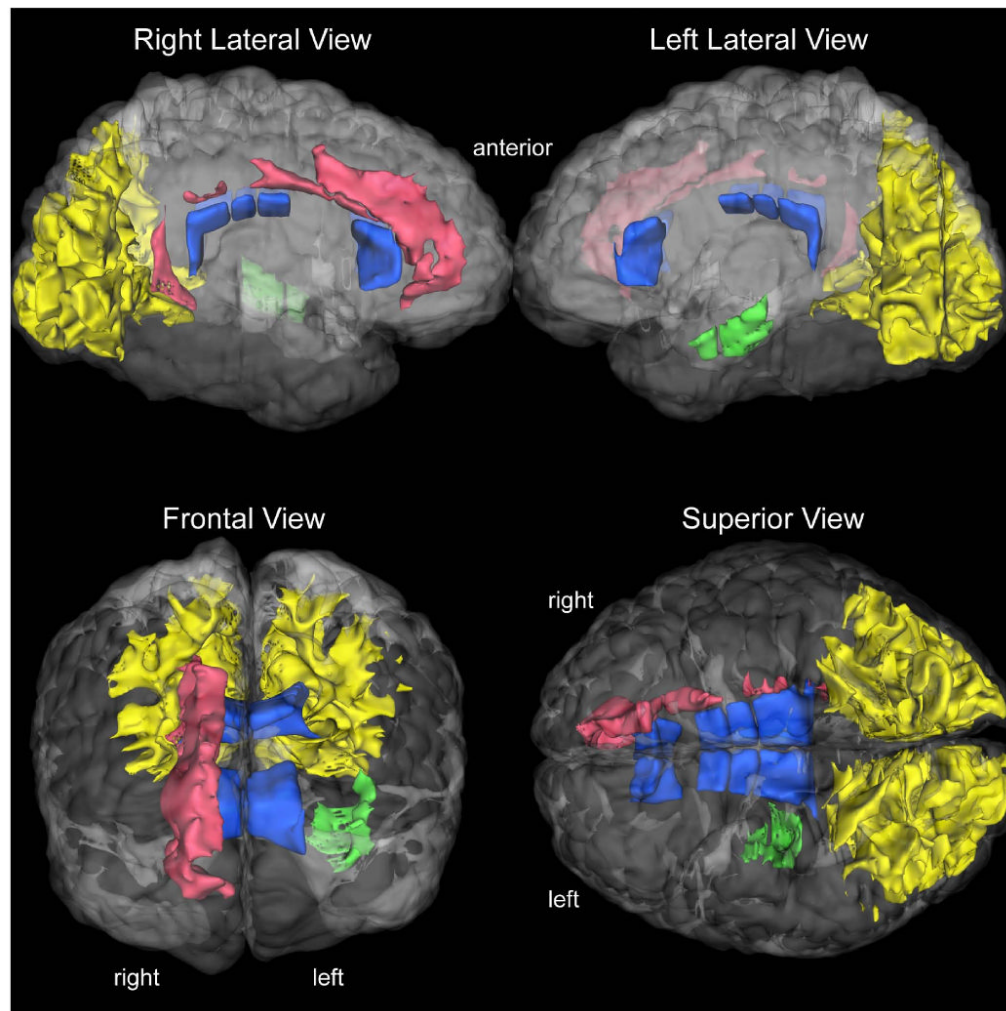 Right Lateral View
Left Lateral View
anterior
Frontal View
Superior View
right
left
right
left